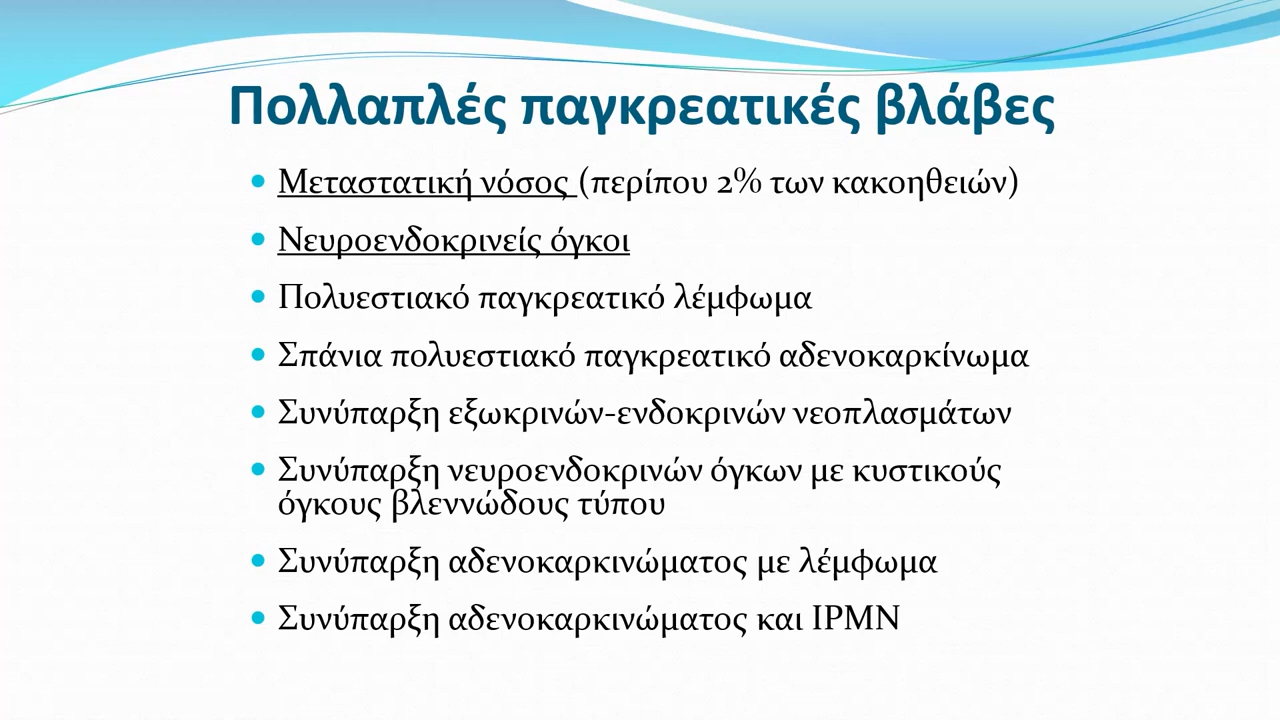 Πολλαπλές παγκρεατικές βλάβες
• Μεταστατική νόσος (περίπου 2% των κακοηθειών)
• Νευροενδοκρινείς όγκοι
• Πολυεστιακό παγκρεατικό λέμφωμα
• Σπάνια πολυεστιακό παγκρεατικό αδενοκαρκίνωμα
• Συνύπαρξη εξωκρινών-ενδοκρινών νεοπλασμάτων
• Συνύπαρξη νευροενδοκρινών όγκων με κυστικούς
όγκους βλεννώδους τύπου
• Συνύπαρξη αδενοκαρκινώματος με λέμφωμα
• Συνύπαρξη αδενοκαρκινώματος και IPMN